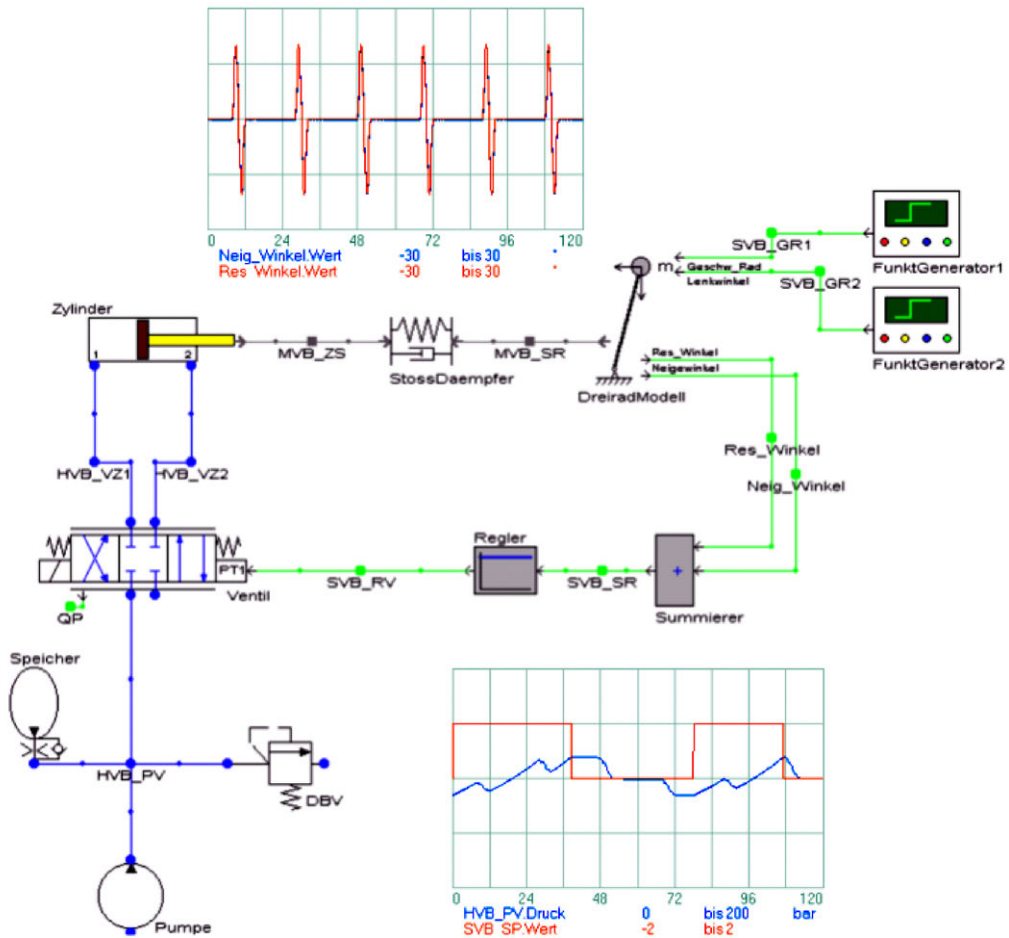 0 24 48 72 96 120
Neig_Winkel.Wert -30 bis 30 °
Res_Winkel.Wert -30 bis 30 °
SVB_GR1
FunktGenerator1
m
Geschw_Rad
Lenkwinkel
SVB_GR2
FunktGenerator2
Zylinder
1 2
MVB_ZS
StossDaempfer
MVB_SR
Res_Winkel
Neigewinkel
DreiradModell
Res_Winkel
Neig_Winkel
HVB_VZ1
HVB_VZ2
PT1
Ventil
QP
SVB_RV
Regler
SVB_SR
+
Summierer
Speicher
HVB_PV
DBV
Pumpe
0 24 48 72 96 120
HVB_PV.Druck 0 bis 200 bar
SVB_SP.Wert -2 bis 2